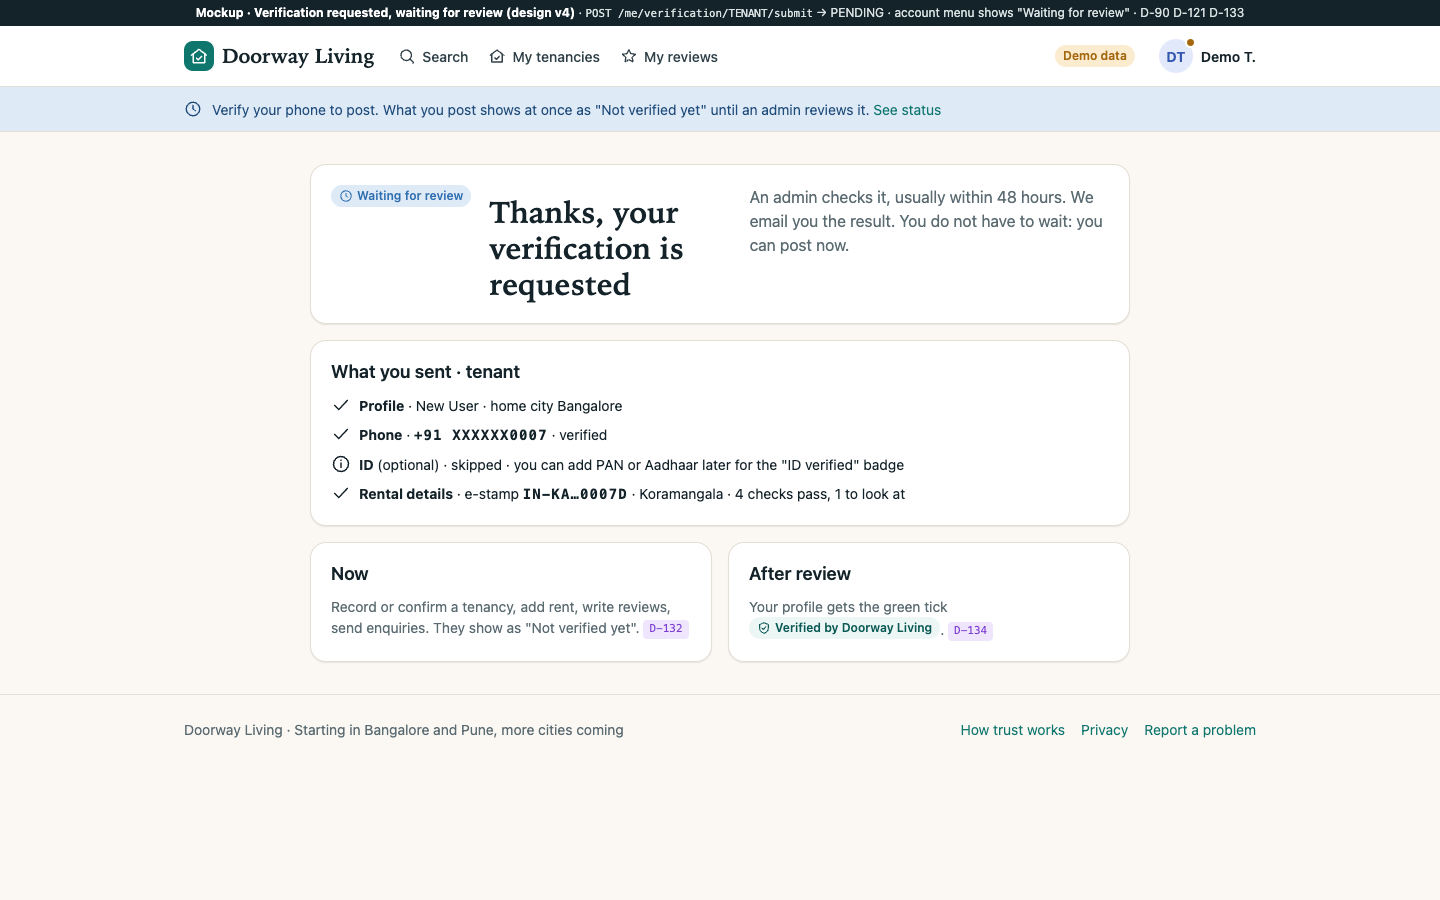 Mockup · Verification requested, waiting for review (design v4) · POST /me/verification/TENANT/submit → PENDING · account menu shows "Waiting for review" · D-90 D-121 D-133
Doorway Living
Search
My tenancies
My reviews
Demo data
DT
Demo T.
Verify your phone to post. What you post shows at once as "Not verified yet" until an admin reviews it. See status
Waiting for review
Thanks, your
verification is
requested
An admin checks it, usually within 48 hours. We
email you the result. You do not have to wait: you
can post now.
What you sent · tenant
Profile · New User · home city Bangalore
Phone · +91 XXXXXX0007 · verified
ID (optional) · skipped · you can add PAN or Aadhaar later for the "ID verified" badge
Rental details · e-stamp IN-KA…0007D · Koramangala · 4 checks pass, 1 to look at
Now
Record or confirm a tenancy, add rent, write reviews,
send enquiries. They show as "Not verified yet". D-132
After review
Your profile gets the green tick
Verified by Doorway Living . D-134
Doorway Living · Starting in Bangalore and Pune, more cities coming
How trust works
Privacy
Report a problem